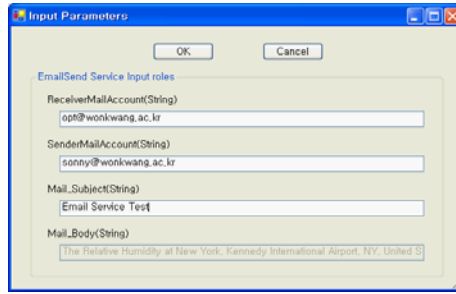 Input Parameters
OK Cancel
EmailSend Service Input roles
ReceiverMailAccount(String)
opt@wonkwang,ac,kr
SenderMailAccount(String)
sonny@wonkwang,ac,kr
Mail_Subject(String)
Email Service Test
Mail_Body(String)
The Relative Humidity at New York, Kennedy International Airport, NY, United S